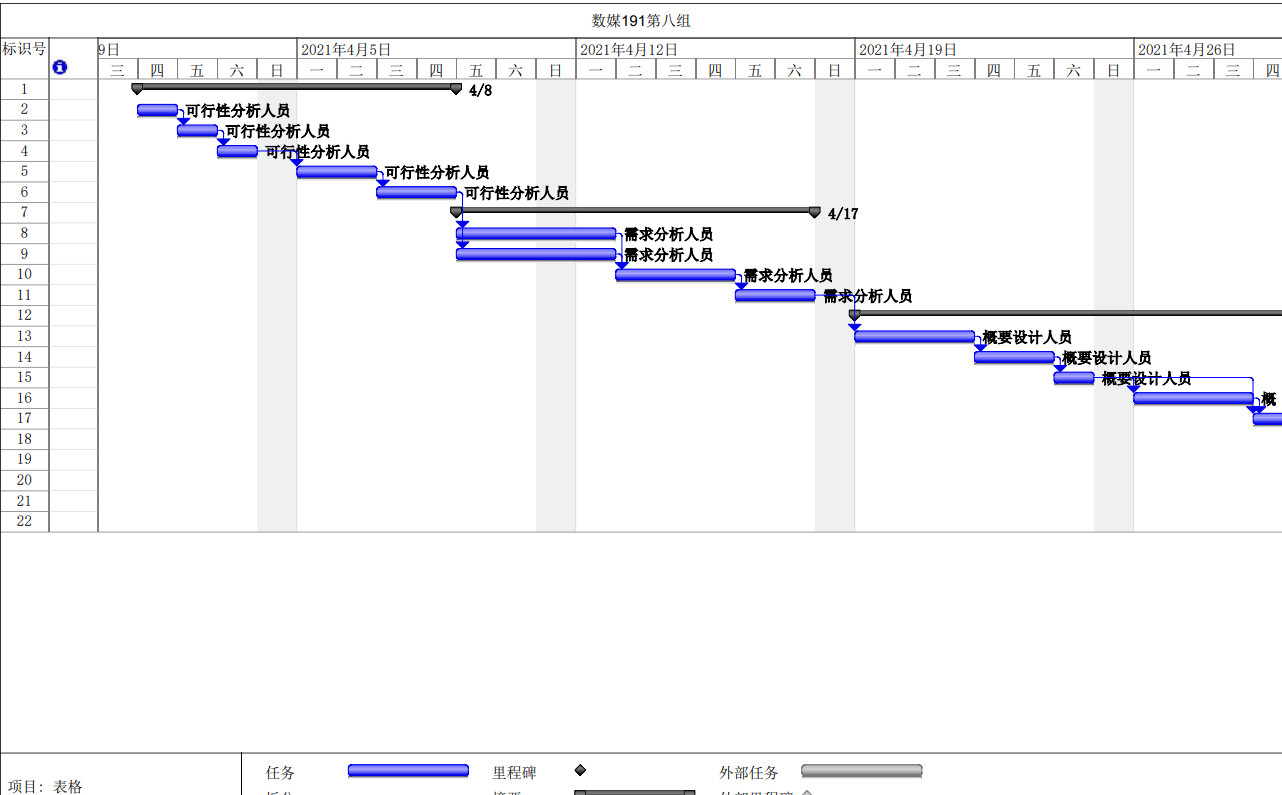 数媒191第八组
标识号 9日 2021年4月5日 2021年4月12日 2021年4月19日 2021年4月26日
三 四 五 六 日 一 二 三 四 五 六 日 一 二 三 四 五 六 日 一 二 三 四 五 六 日 一 二 三 四
1 4/8
2 可行性分析人员
3 可行性分析人员
4 可行性分析人员
5 可行性分析人员
6 可行性分析人员
7 4/17
8 需求分析人员
9 需求分析人员
10 需求分析人员
11 需求分析人员
12
13 概要设计人员
14 概要设计人员
15 概要设计人员
16 概
17
18
19
20
21
22
任务 里程碑 外部任务
项目: 表格